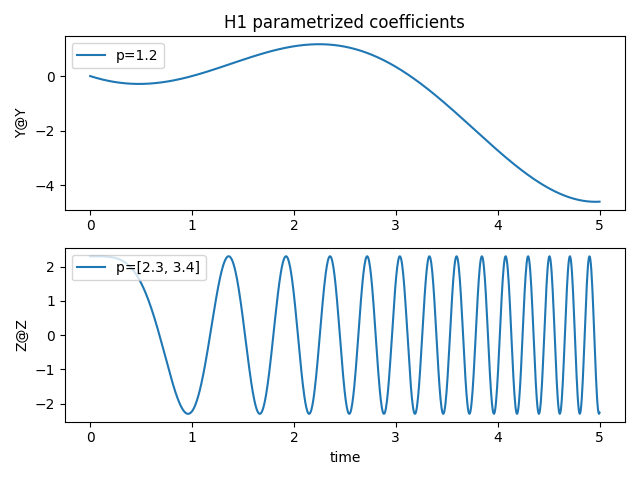 H1 parametrized coefficients
p=1.2
Y@Y
0
−2
−4
0 1 2 3 4 5
p=[2.3, 3.4]
Z@Z
2
1
0
−1
−2
0 1 2 3 4 5
time